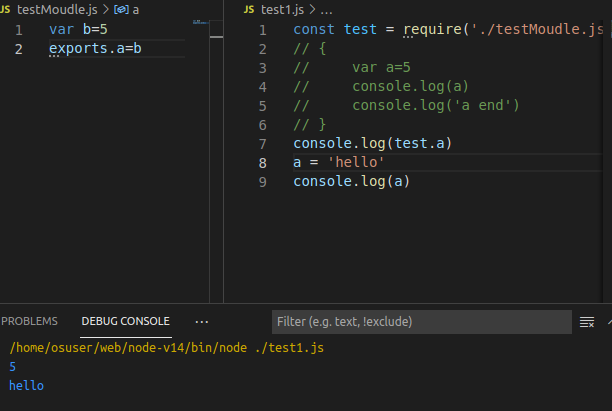 JS testMoudle.js > a
1 var b=5
2 exports.a=b
JS test1.js > ...
1 const test = require('./testMoudle.js
2 // {
3 //     var a=5
4 //     console.log(a)
5 //     console.log('a end')
6 // }
7 console.log(test.a)
8 a = 'hello'
9 console.log(a)
PROBLEMS DEBUG CONSOLE ... Filter (e.g. text, !exclude)
/home/osuser/web/node-v14/bin/node ./test1.js
5
hello